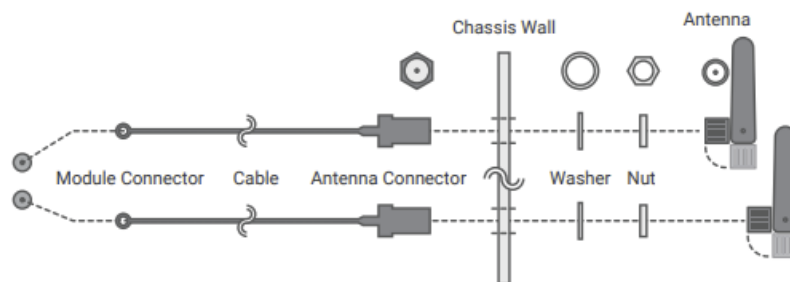 Antenna
Chassis Wall
Module Connector Cable Antenna Connector Washer Nut